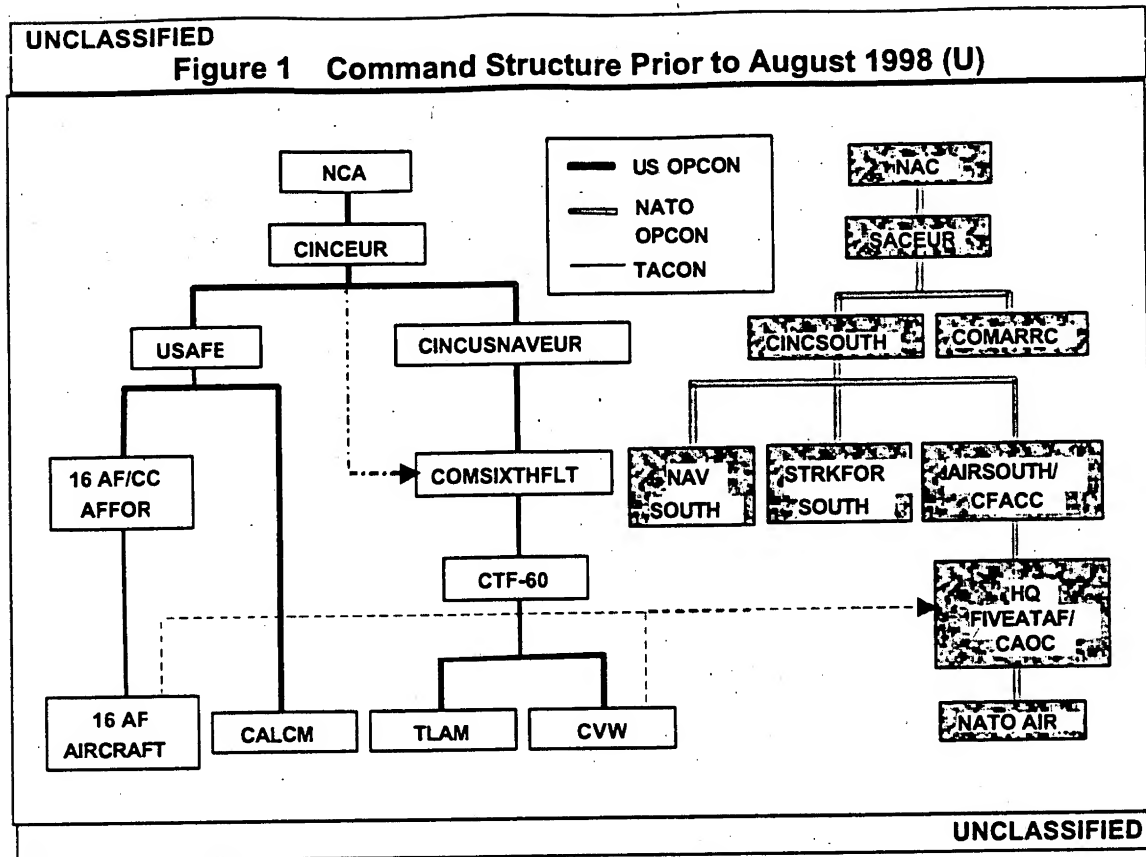 UNCLASSIFIED
Figure 1 Command Structure Prior to August 1998 (U)
NCA
CINCEUR
USAFE
CINCUSNAVEUR
16 AF/CC
AFFOR
COMSIXTHFLT
CTF-60
16 AF
AIRCRAFT
CALCM
TLAM
CVW
US OPCON
NATO
OPCON
TACON
NAC
SACEUR
CINCSOUTH
COMARRC
NAV
SOUTH
STRKFOR
SOUTH
AIRSOUTH/
CFACC
HQ
FIVEATAF/
CAOC
NATO AIR
UNCLASSIFIED